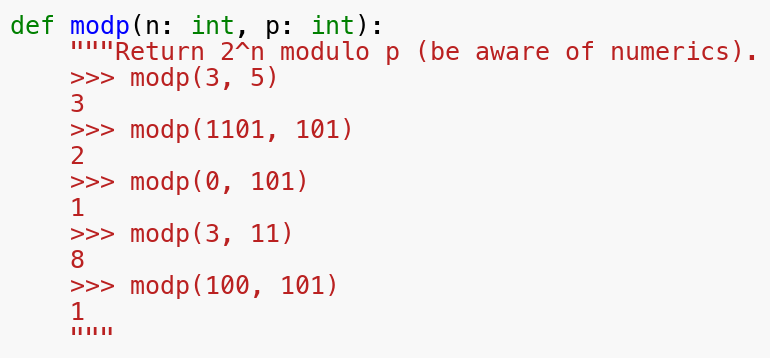 def modp(n: int, p: int):
    """Return 2^n modulo p (be aware of numerics).
    >>> modp(3, 5)
    3
    >>> modp(1101, 101)
    2
    >>> modp(0, 101)
    1
    >>> modp(3, 11)
    8
    >>> modp(100, 101)
    1
    """